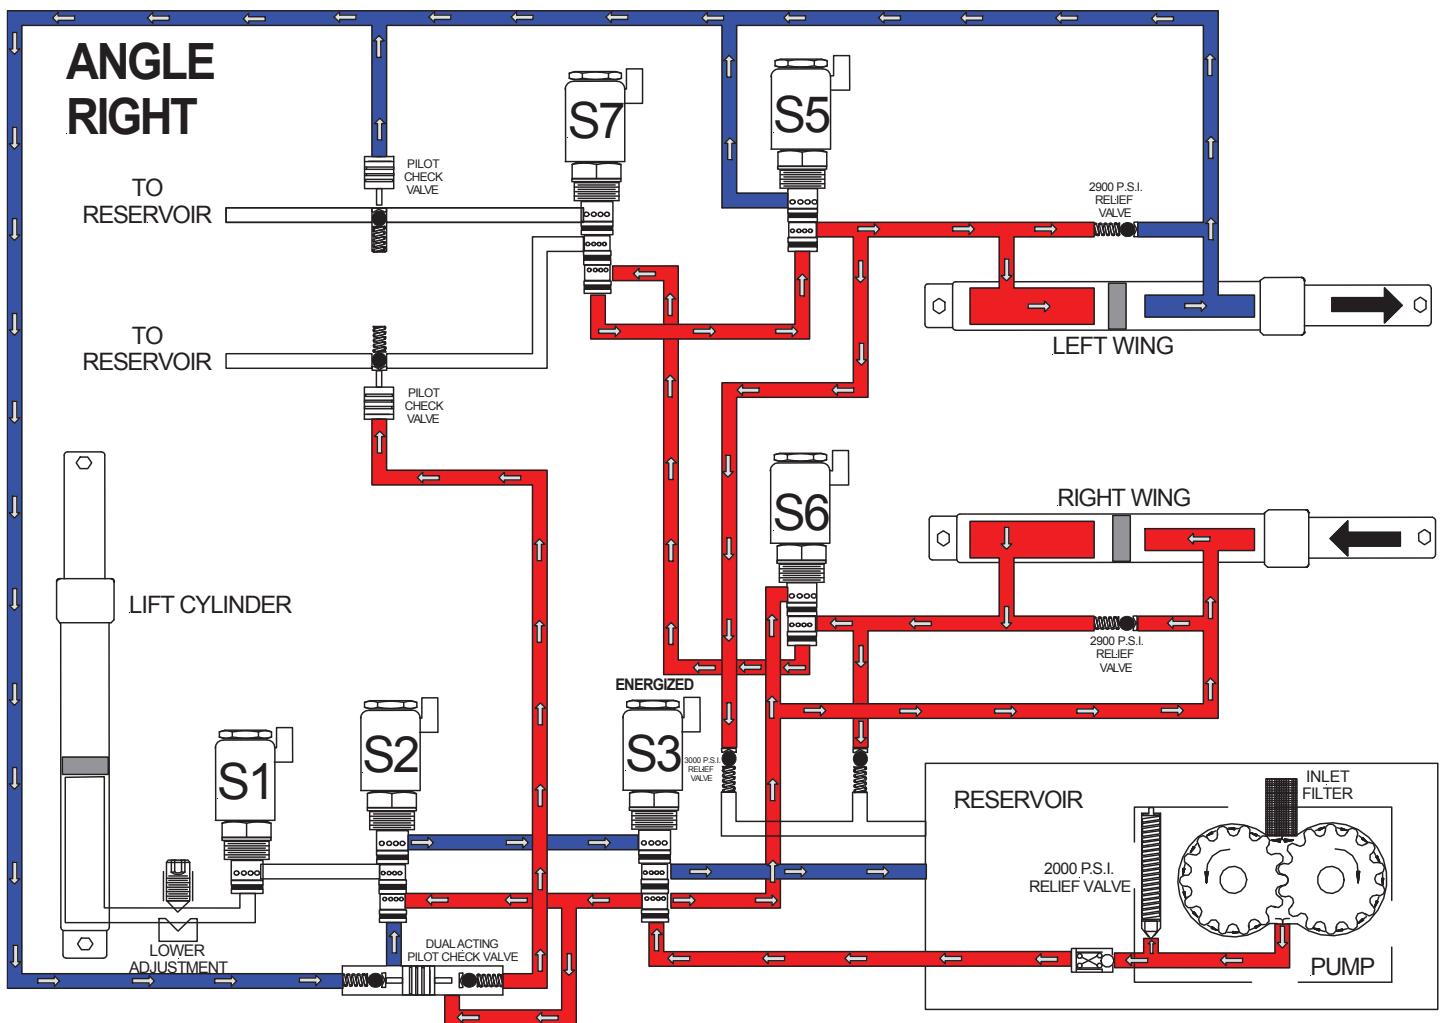 ANGLE
RIGHT
S7
S5
PILOT
CHECK
VALVE
TO
RESERVOIR
2900 P.S.I.
RELIEF
VALVE
TO
RESERVOIR
LEFT WING
PILOT
CHECK
VALVE
S6
RIGHT WING
LIFT CYLINDER
2900 P.S.I.
RELIEF
VALVE
ENERGIZED
S1
S2
S3
3000 P.S.I.
RELIEF
VALVE
RESERVOIR
INLET
FILTER
2000 P.S.I.
RELIEF VALVE
LOWER
ADJUSTMENT
DUAL ACTING
PILOT CHECK VALVE
PUMP